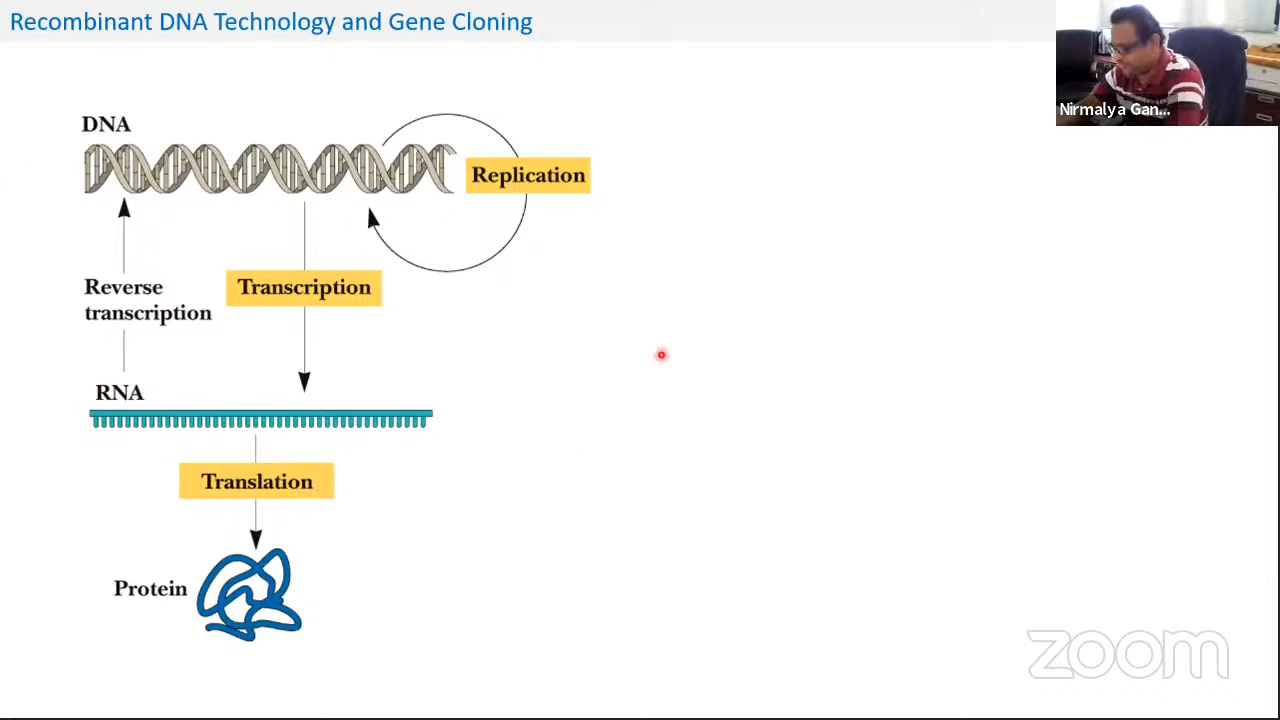 Recombinant DNA Technology and Gene Cloning
Nirmalya Gan...
DNA
Replication
Reverse
transcription
Transcription
RNA
Translation
Protein
zoom